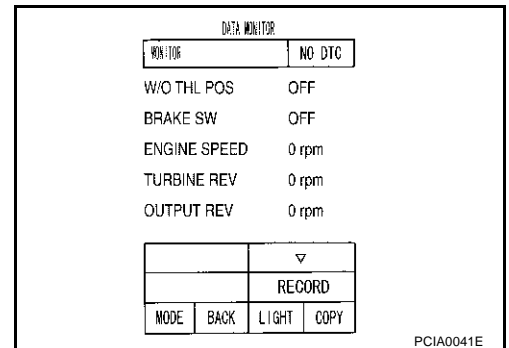 DATA MONITOR
MONITOR NO DTC
W/O THL POS OFF
BRAKE SW OFF
ENGINE SPEED 0 rpm
TURBINE REV 0 rpm
OUTPUT REV 0 rpm
▽
RECORD
MODE BACK LIGHT COPY
PCIA0041E